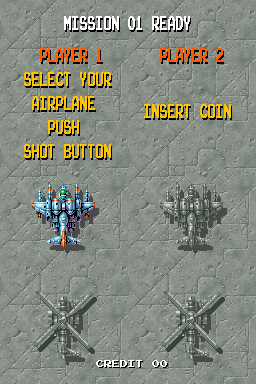 MISSION 01 READY
PLAYER 1
PLAYER 2
SELECT YOUR
AIRPLANE
PUSH
SHOT BUTTON
INSERT COIN
CREDIT 00